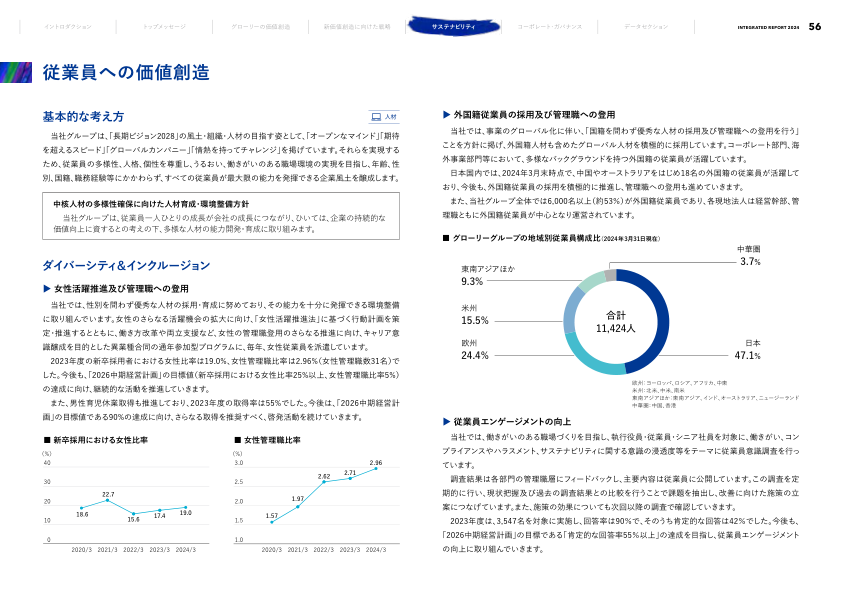 イントロダクション
トップメッセージ
グローリーの価値創造
新価値創造に向けた戦略
サステナビリティ
コーポレート・ガバナンス
データセクション
INTEGRATED REPORT 2024 56
従業員への価値創造
基本的な考え方
人材
当社グループは、「長期ビジョン2028」の風土・組織・人材の目指す姿として、「オープンなマインド」「期待
を超えるスピード」「グローバルカンパニー」「情熱を持ってチャレンジ」を掲げています。それらを実現する
ため、従業員の多様性、人格、個性を尊重し、うるおい、働きがいのある職場環境の実現を目指し、年齢、性
別、国籍、職務経験等にかかわらず、すべての従業員が最大限の能力を発揮できる企業風土を醸成します。
中核人材の多様性確保に向けた人材育成・環境整備方針
当社グループは、従業員一人ひとりの成長が会社の成長につながり、ひいては、企業の持続的な
価値向上に資するとの考えの下、多様な人材の能力開発・育成に取り組みます。
ダイバーシティ&インクルージョン
▶ 女性活躍推進及び管理職への登用
当社では、性別を問わず優秀な人材の採用・育成に努めており、その能力を十分に発揮できる環境整備
に取り組んでいます。女性のさらなる活躍機会の拡大に向け、「女性活躍推進法」に基づく行動計画を策
定・推進するとともに、働き方改革や両立支援など、女性の管理職登用のさらなる推進に向け、キャリア意
識醸成を目的とした異業種合同の通年参加型プログラムに、毎年、女性従業員を派遣しています。
2023年度の新卒採用者における女性比率は19.0%、女性管理職比率は2.96%(女性管理職数31名)で
した。今後も、「2026中期経営計画」の目標値(新卒採用における女性比率25%以上、女性管理職比率5%)
の達成に向け、継続的な活動を推進していきます。
また、男性育児休業取得も推進しており、2023年度の取得率は55%でした。今後は、「2026中期経営計
画」の目標値である90%の達成に向け、さらなる取得を推奨すべく、啓発活動を続けていきます。
■ 新卒採用における女性比率
(%)
40
30
20
10
0
18.6
22.7
15.6
17.4
19.0
2020/3 2021/3 2022/3 2023/3 2024/3
■ 女性管理職比率
(%)
3.0
2.5
2.0
1.5
1.0
1.57
1.97
2.62
2.71
2.96
2020/3 2021/3 2022/3 2023/3 2024/3
▶ 外国籍従業員の採用及び管理職への登用
当社では、事業のグローバル化に伴い、「国籍を問わず優秀な人材の採用及び管理職への登用を行う」
ことを方針に掲げ、外国籍人材も含めたグローバル人材を積極的に採用しています。コーポレート部門、海
外事業部門等において、多様なバックグラウンドを持つ外国籍の従業員が活躍しています。
日本国内では、2024年3月末時点で、中国やオーストラリアをはじめ18名の外国籍の従業員が活躍して
おり、今後も、外国籍従業員の採用を積極的に推進し、管理職への登用も進めていきます。
また、当社グループ全体では6,000名以上(約53%)が外国籍従業員であり、各現地法人は経営幹部、管
理職ともに外国籍従業員が中心となり運営されています。
■ グローリーグループの地域別従業員構成比(2024年3月31日現在)
中華圏
3.7%
東南アジアほか
9.3%
米州
15.5%
欧州
24.4%
合計
11,424人
日本
47.1%
欧州:ヨーロッパ、ロシア、アフリカ、中東
米州:北米、中米、南米
東南アジアほか:東南アジア、インド、オーストラリア、ニュージーランド
中華圏:中国、香港
▶ 従業員エンゲージメントの向上
当社では、働きがいのある職場づくりを目指し、執行役員・従業員・シニア社員を対象に、働きがい、コン
プライアンスやハラスメント、サステナビリティに関する意識の浸透度等をテーマに従業員意識調査を行っ
ています。
調査結果は各部門の管理職層にフィードバックし、主要内容は従業員に公開しています。この調査を定
期的に行い、現状把握及び過去の調査結果との比較を行うことで課題を抽出し、改善に向けた施策の立
案につなげています。また、施策の効果についても次回以降の調査で確認しています。
2023年度は、3,547名を対象に実施し、回答率は90%で、そのうち肯定的な回答は42%でした。今後も、
「2026中期経営計画」の目標である「肯定的な回答率55%以上」の達成を目指し、従業員エンゲージメント
の向上に取り組んでいきます。